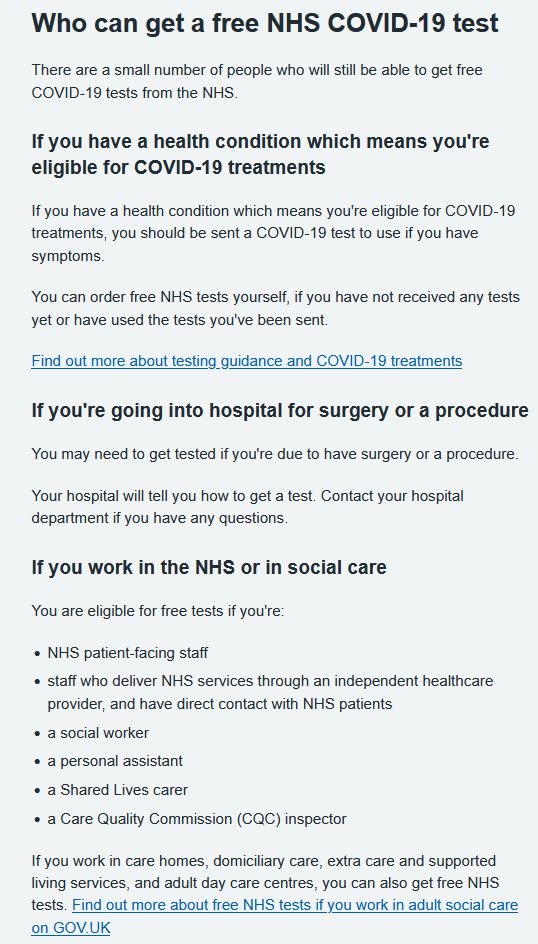 Who can get a free NHS COVID-19 test
There are a small number of people who will still be able to get free
COVID-19 tests from the NHS.
If you have a health condition which means you're
eligible for COVID-19 treatments
If you have a health condition which means you're eligible for COVID-19
treatments, you should be sent a COVID-19 test to use if you have
symptoms.
You can order free NHS tests yourself, if you have not received any tests
yet or have used the tests you've been sent.
Find out more about testing guidance and COVID-19 treatments
If you're going into hospital for surgery or a procedure
You may need to get tested if you're due to have surgery or a procedure.
Your hospital will tell you how to get a test. Contact your hospital
department if you have any questions.
If you work in the NHS or in social care
You are eligible for free tests if you're:
• NHS patient-facing staff
• staff who deliver NHS services through an independent healthcare
provider, and have direct contact with NHS patients
• a social worker
• a personal assistant
• a Shared Lives carer
• a Care Quality Commission (CQC) inspector
If you work in care homes, domiciliary care, extra care and supported
living services, and adult day care centres, you can also get free NHS
tests. Find out more about free NHS tests if you work in adult social care
on GOV.UK